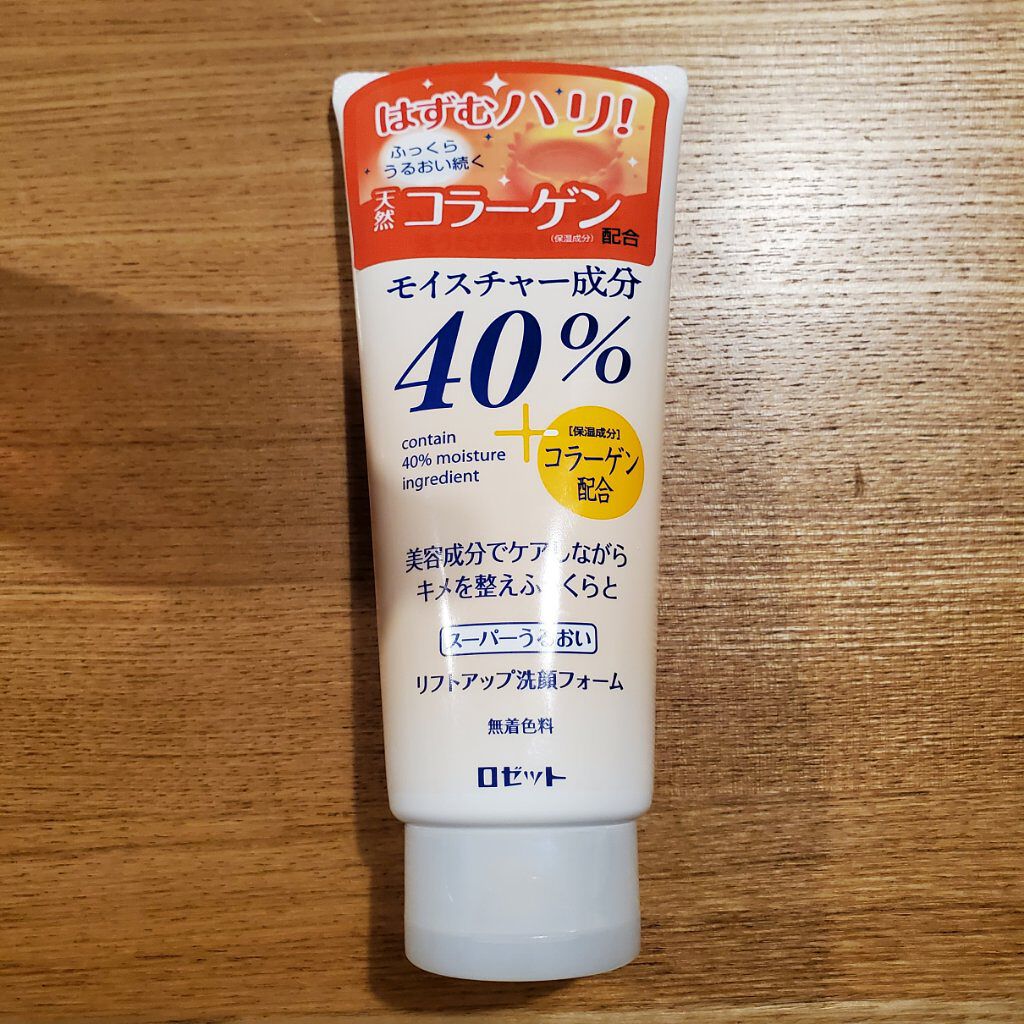 はずむハリ!
ふっくら
うるおい続く
天然コラーゲン
(保湿成分) 配合
モイスチャー成分
40%
contain
40% moisture
ingredient
+
[保湿成分]
コラーゲン
配合
美容成分でケアしながら
キメを整えふっくらと
スーパーうるおい
リフトアップ洗顔フォーム
無着色料
ロゼット